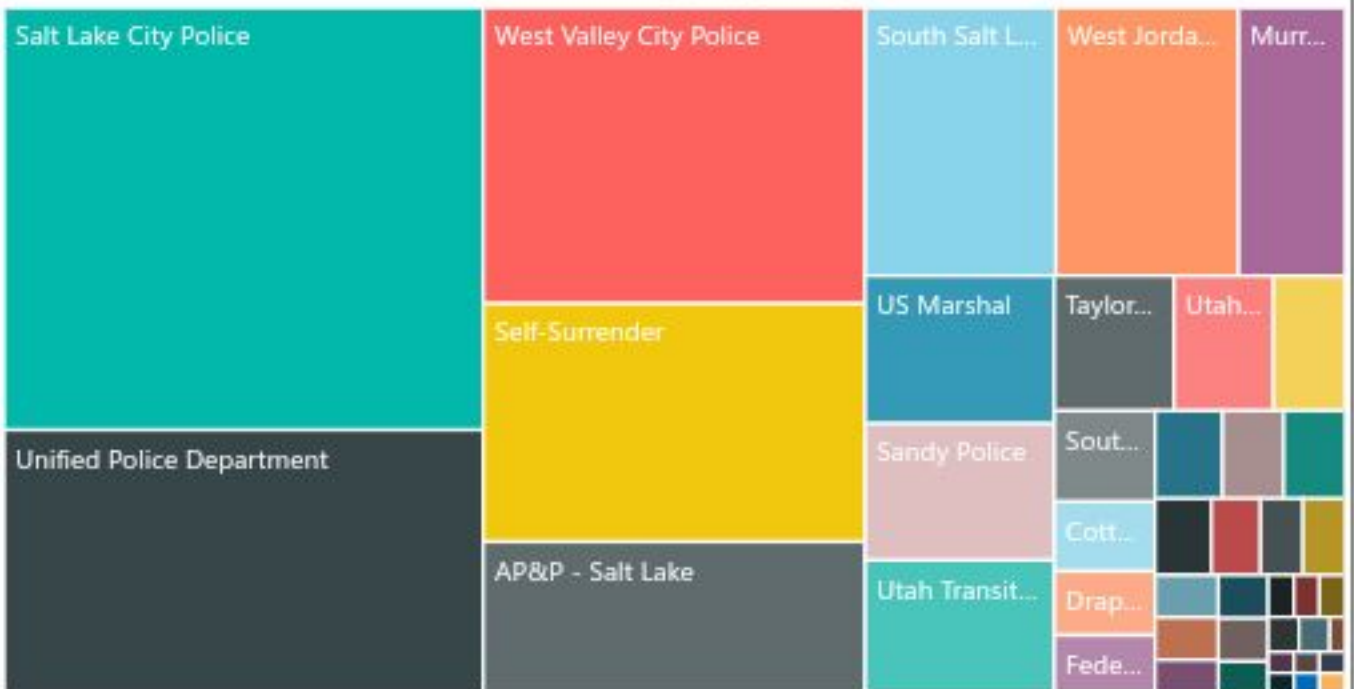 Salt Lake City Police
Unified Police Department
West Valley City Police
Self-Surrender
AP&P - Salt Lake
South Salt L...
US Marshal
Sandy Police
Utah Transit...
West Jorda...
Murr...
Taylor...
Utah...
Sout...
Cott...
Drap...
Fede...